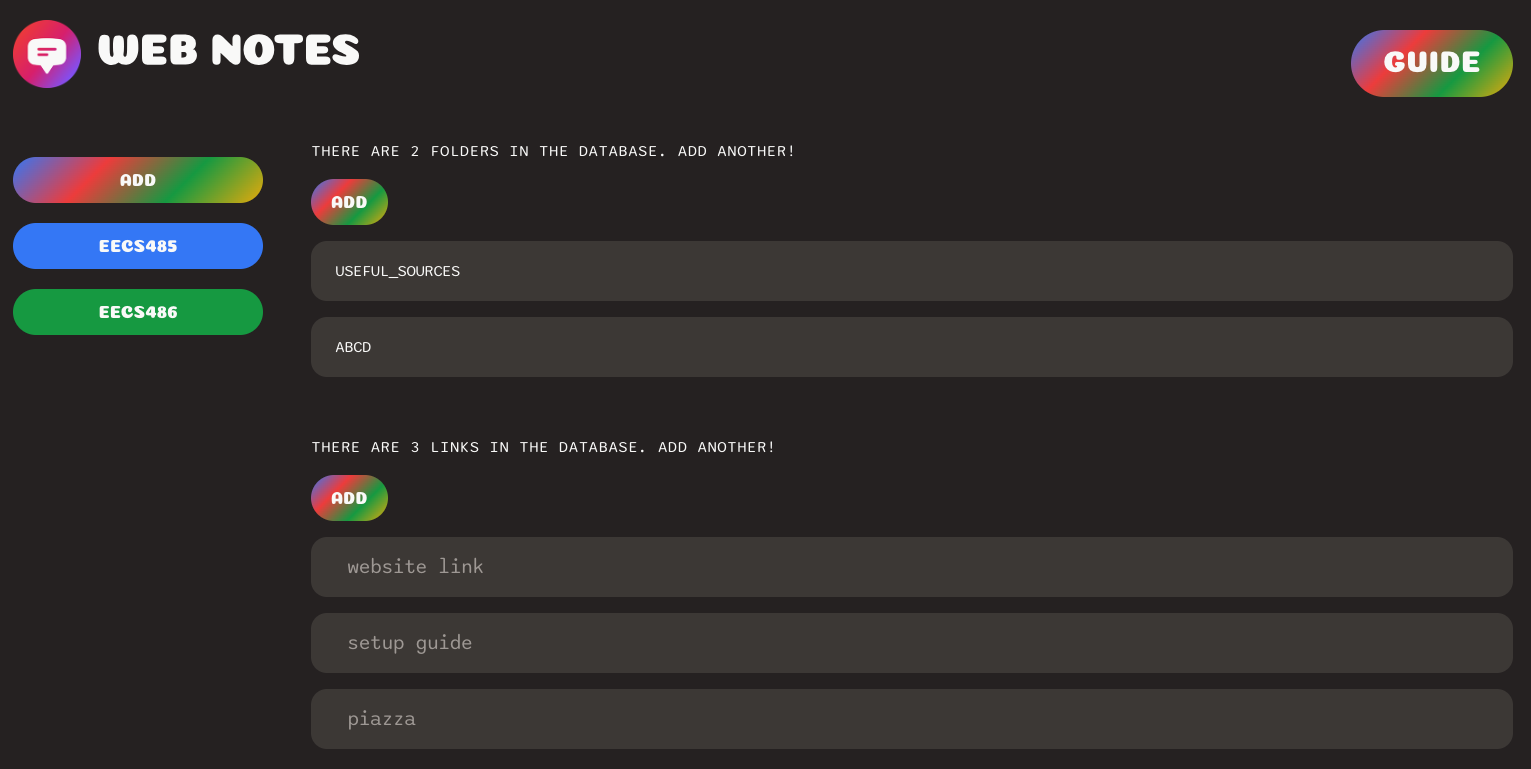 WEB NOTES
GUIDE
ADD
EECS485
EECS486
THERE ARE 2 FOLDERS IN THE DATABASE. ADD ANOTHER!
ADD
USEFUL_SOURCES
ABCD
THERE ARE 3 LINKS IN THE DATABASE. ADD ANOTHER!
ADD
website link
setup guide
piazza